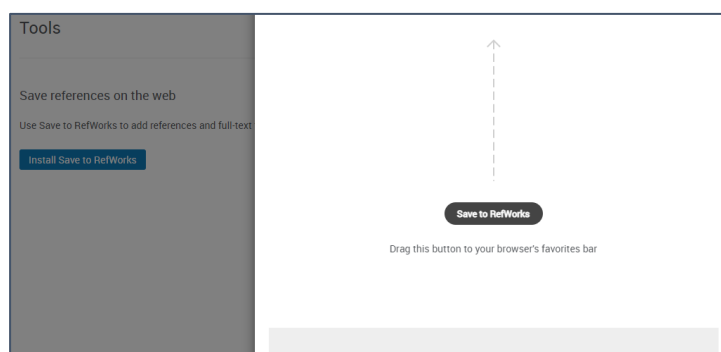 Tools
Save references on the web
Use Save to RefWorks to add references and full-text
Install Save to RefWorks
Save to RefWorks
Drag this button to your browser's favorites bar